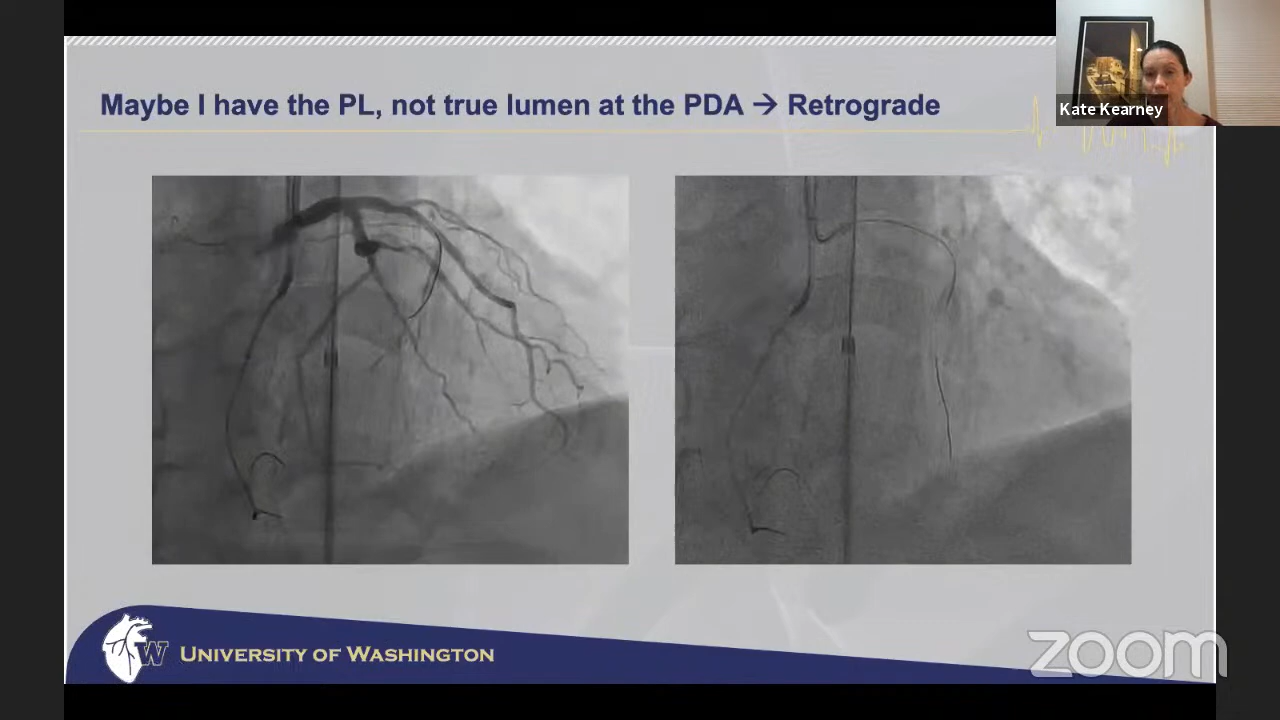 Maybe I have the PL, not true lumen at the PDA → Retrograde
Kate Kearney
W
UNIVERSITY OF WASHINGTON
zoom